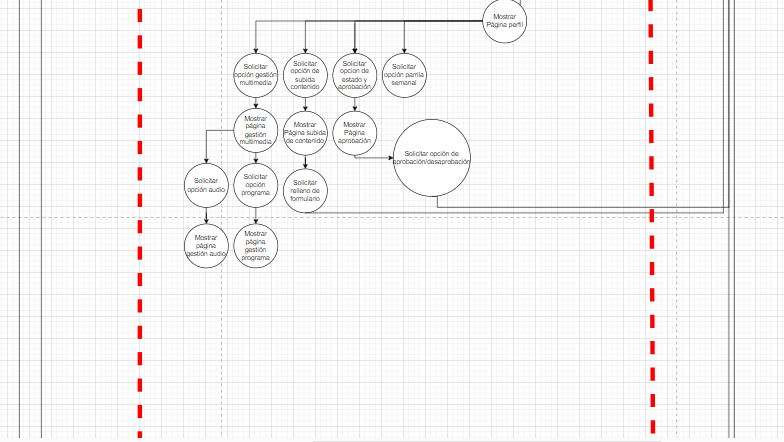 Mostrar
Página perfil
Solicitar
opción gestión
multimedia
Solicitar
opción de
subida
contenido
Solicitar
opcion de
estado y
aprobación
Solicitar
opción parrila
semanal
Mostrar
página
gestión
multimedia
Mostrar
Página subida
de contenido
Mostrar
Página
aprobación
Solicitar opción de
aprobación/desaprobación
Solicitar
opción audio
Solicitar
opción
programa
Solicitar
relleno de
formulario
Mostrar
página
gestión audio
Mostrar
página
gestión
programa